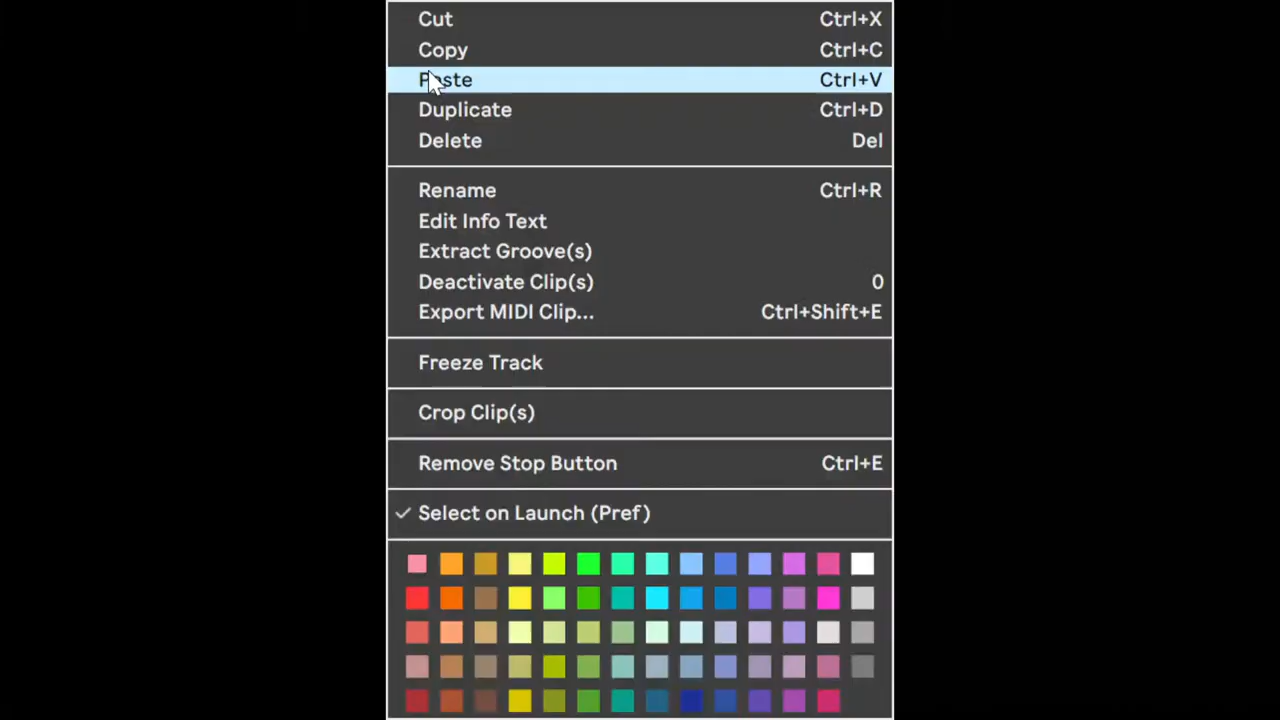 Cut Ctrl+X
Copy Ctrl+C
Paste Ctrl+V
Duplicate Ctrl+D
Delete Del
Rename Ctrl+R
Edit Info Text
Extract Groove(s)
Deactivate Clip(s) 0
Export MIDI Clip... Ctrl+Shift+E
Freeze Track
Crop Clip(s)
Remove Stop Button Ctrl+E
Select on Launch (Pref)